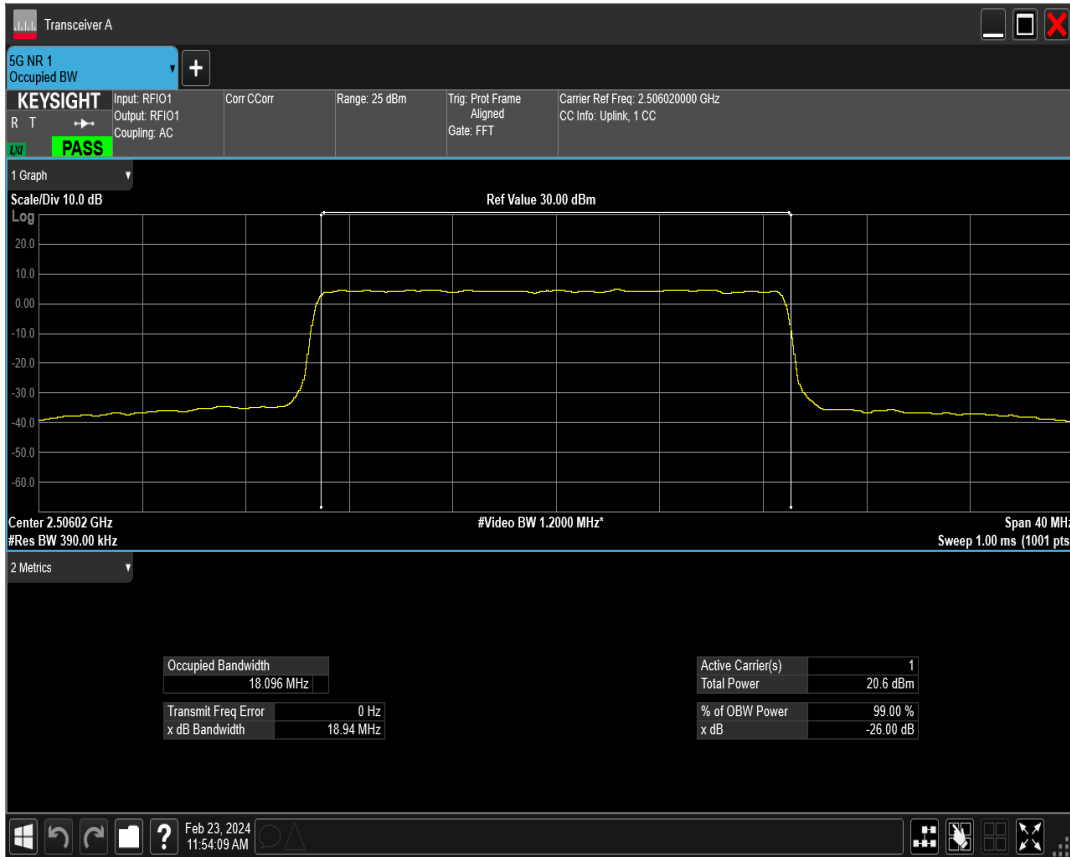 Transceiver A
5G NR 1
Occupied BW
+
KEYSIGHT
R T
LXI
PASS
Input: RFIO1
Output: RFIO1
Coupling: AC
Corr CCorr
Range: 25 dBm
Trig: Prot Frame
Aligned
Gate: FFT
Carrier Ref Freq: 2.506020000 GHz
CC Info: Uplink, 1 CC
1 Graph
Scale/Div 10.0 dB
Ref Value 30.00 dBm
Log
20.0
10.0
0.00
-10.0
-20.0
-30.0
-40.0
-50.0
-60.0
Center 2.50602 GHz
#Video BW 1.2000 MHz*
Span 40 MHz
#Res BW 390.00 kHz
Sweep 1.00 ms (1001 pts
2 Metrics
Occupied Bandwidth
18.096 MHz
Transmit Freq Error 0 Hz
x dB Bandwidth 18.94 MHz
Active Carrier(s) 1
Total Power 20.6 dBm
% of OBW Power 99.00 %
x dB -26.00 dB
?
Feb 23, 2024
11:54:09 AM